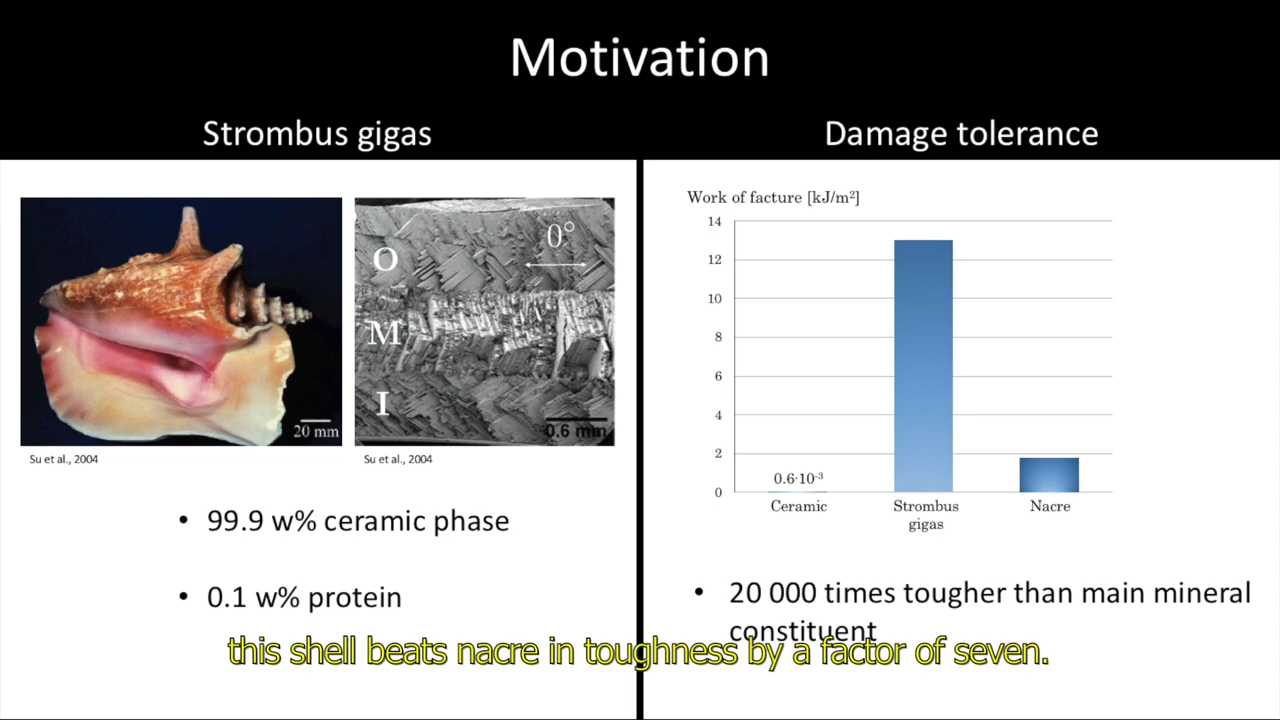 Motivation
Strombus gigas
Damage tolerance
O
0°
M
I
20 mm
0.6 mm
Su et al., 2004
Su et al., 2004
• 99.9 w% ceramic phase
• 0.1 w% protein
Work of facture [kJ/m²]
14
12
10
8
6
4
2
0
0.6·10⁻³
Ceramic
Strombus
gigas
Nacre
• 20 000 times tougher than main mineral
constituent
this shell beats nacre in toughness by a factor of seven.